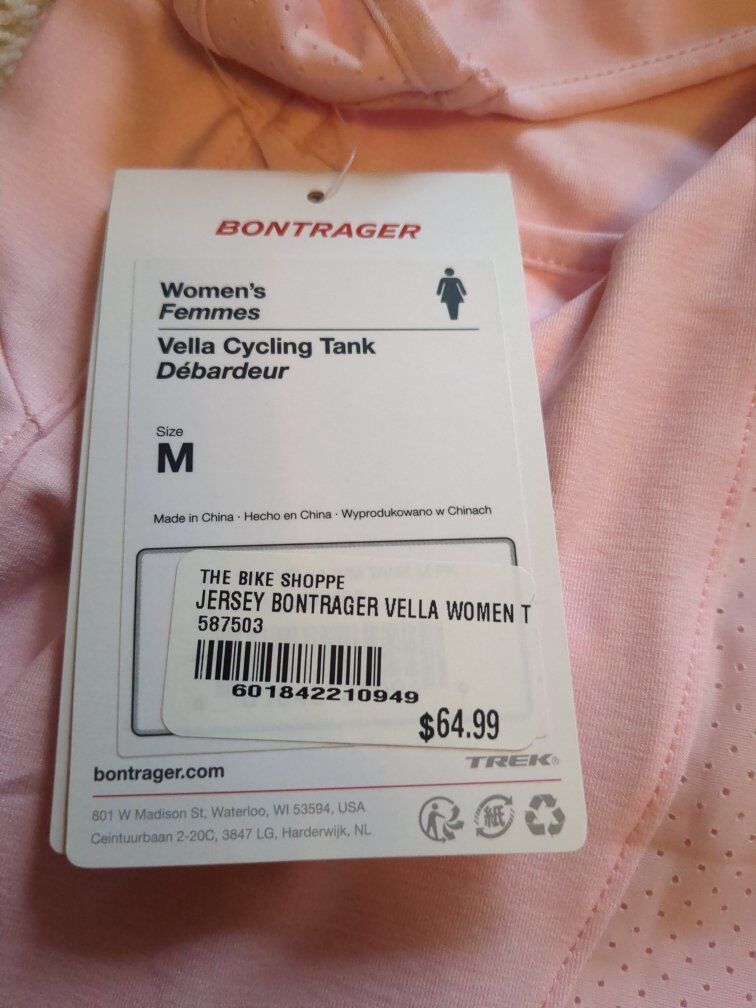 BONTRAGER
Women's
Femmes
Vella Cycling Tank
Débardeur
Size
M
Made in China · Hecho en China · Wyprodukowano w Chinach
THE BIKE SHOPPE
JERSEY BONTRAGER VELLA WOMEN T
587503
601842210949
$64.99
bontrager.com
TREK®
801 W Madison St, Waterloo, WI 53594, USA
Ceintuurbaan 2-20C, 3847 LG, Harderwijk, NL
紙